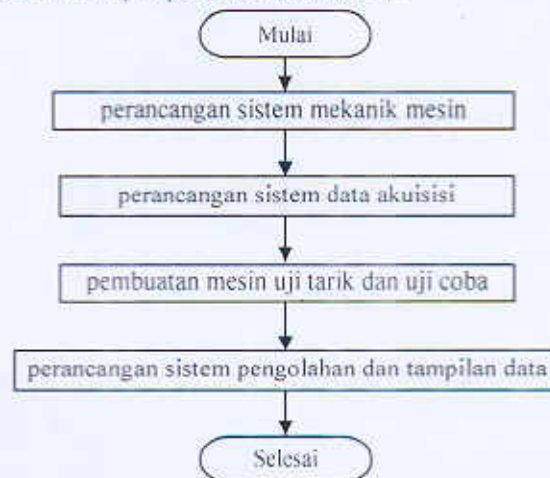 Mulai
perancangan sistem mekanik mesin
perancangan sistem data akuisisi
pembuatan mesin uji tarik dan uji coba
perancangan sistem pengolahan dan tampilan data
Selesai